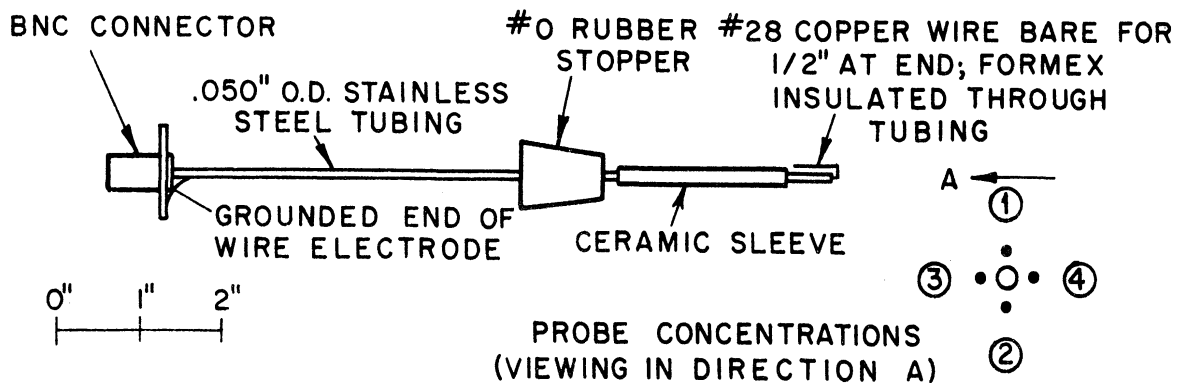 BNC CONNECTOR
.050" O.D. STAINLESS
STEEL TUBING
#0 RUBBER
STOPPER
#28 COPPER WIRE BARE FOR
1/2" AT END; FORMEX
INSULATED THROUGH
TUBING
GROUNDED END OF
WIRE ELECTRODE
CERAMIC SLEEVE
A
1
3
4
2
0" 1" 2"
PROBE CONCENTRATIONS
(VIEWING IN DIRECTION A)